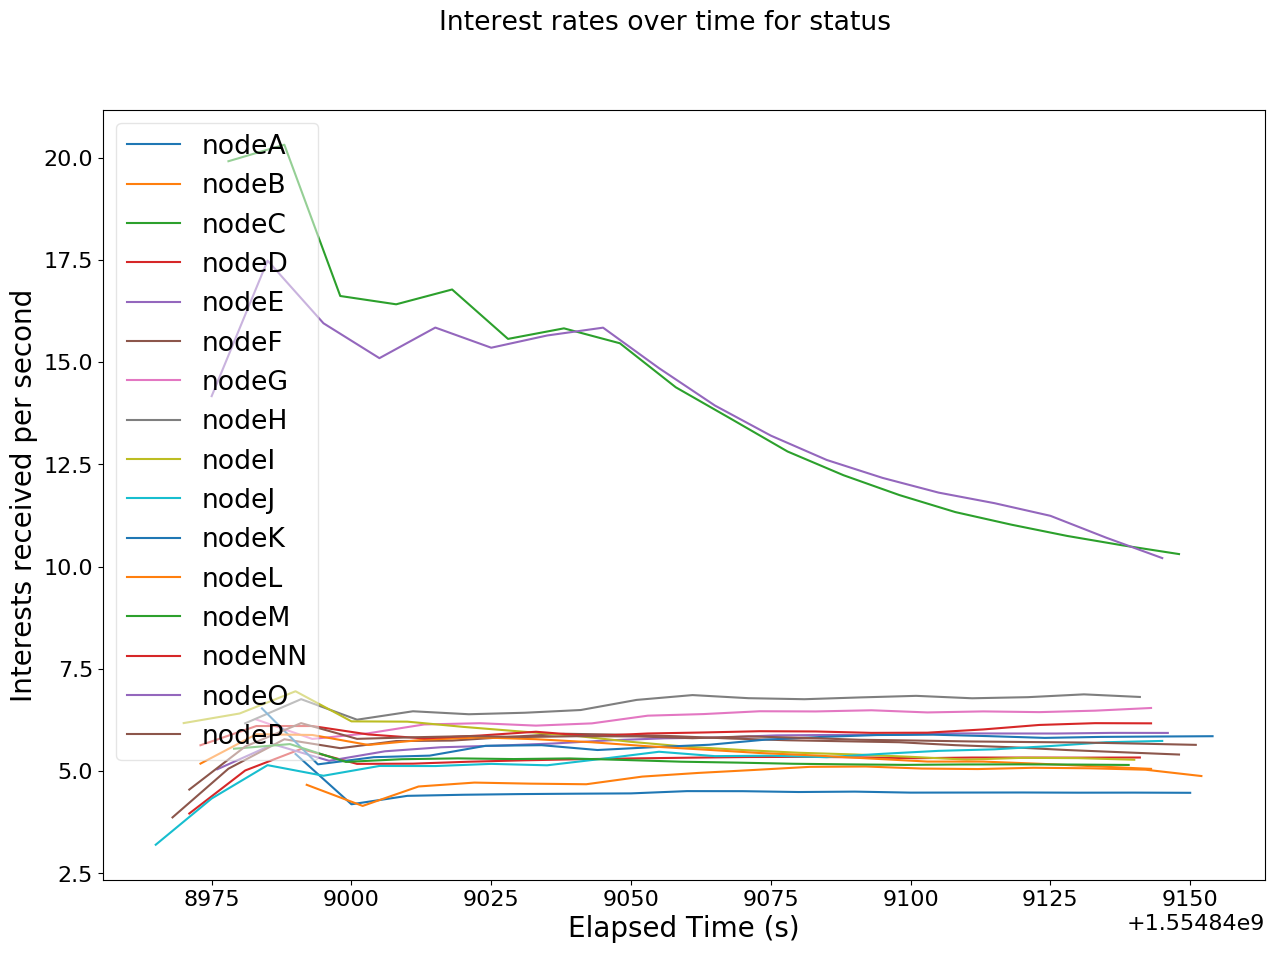 Interest rates over time for status
Interests received per second
20.0
17.5
15.0
12.5
10.0
7.5
5.0
2.5
nodeA
nodeB
nodeC
nodeD
nodeE
nodeF
nodeG
nodeH
nodeI
nodeJ
nodeK
nodeL
nodeM
nodeNN
nodeO
nodeP
8975 9000 9025 9050 9075 9100 9125 9150
Elapsed Time (s)
+1.55484e9